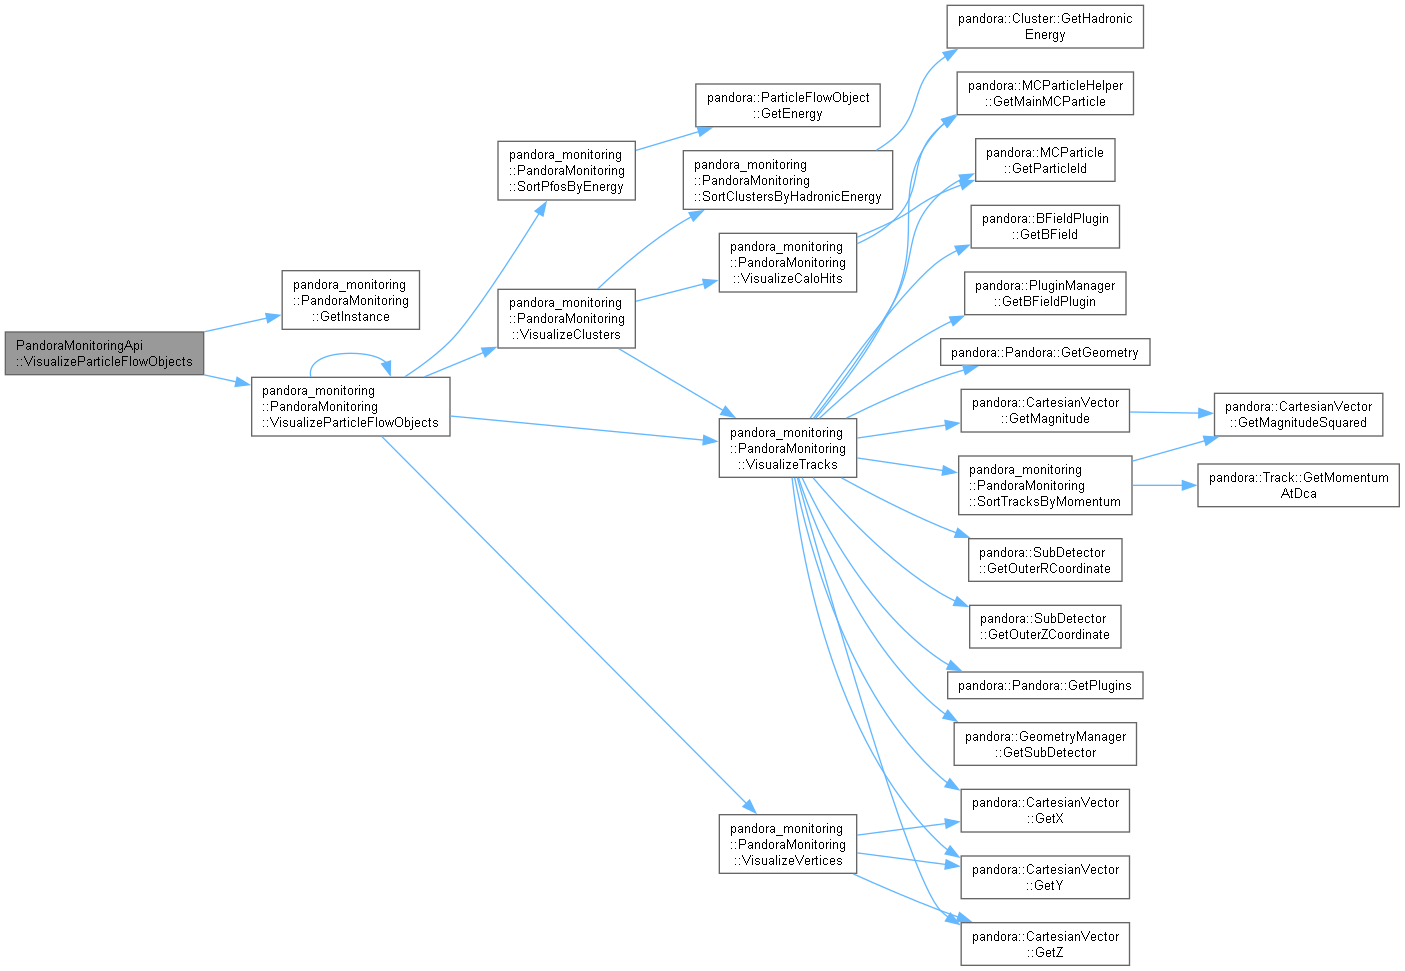 PandoraMonitoringApi
::VisualizeParticleFlowObjects
pandora_monitoring
::PandoraMonitoring
::GetInstance
pandora_monitoring
::PandoraMonitoring
::VisualizeParticleFlowObjects
pandora_monitoring
::PandoraMonitoring
::SortPfosByEnergy
pandora_monitoring
::PandoraMonitoring
::VisualizeClusters
pandora::ParticleFlowObject
::GetEnergy
pandora_monitoring
::PandoraMonitoring
::SortClustersByHadronicEnergy
pandora_monitoring
::PandoraMonitoring
::VisualizeCaloHits
pandora_monitoring
::PandoraMonitoring
::VisualizeTracks
pandora_monitoring
::PandoraMonitoring
::VisualizeVertices
pandora::Cluster::GetHadronic
Energy
pandora::MCParticleHelper
::GetMainMCParticle
pandora::MCParticle
::GetParticleId
pandora::BFieldPlugin
::GetBField
pandora::PluginManager
::GetBFieldPlugin
pandora::Pandora::GetGeometry
pandora::CartesianVector
::GetMagnitude
pandora_monitoring
::PandoraMonitoring
::SortTracksByMomentum
pandora::SubDetector
::GetOuterRCoordinate
pandora::SubDetector
::GetOuterZCoordinate
pandora::Pandora::GetPlugins
pandora::GeometryManager
::GetSubDetector
pandora::CartesianVector
::GetX
pandora::CartesianVector
::GetY
pandora::CartesianVector
::GetZ
pandora::CartesianVector
::GetMagnitudeSquared
pandora::Track::GetMomentum
AtDca